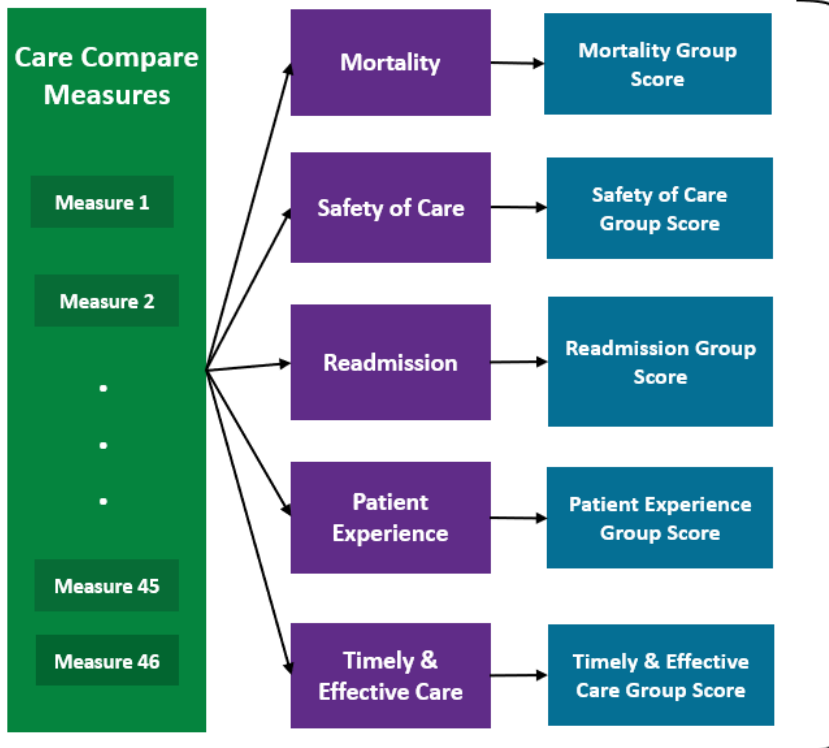 Care Compare
Measures
Measure 1
Measure 2
.
.
.
Measure 45
Measure 46
Mortality
Safety of Care
Readmission
Patient
Experience
Timely &
Effective Care
Mortality Group
Score
Safety of Care
Group Score
Readmission Group
Score
Patient Experience
Group Score
Timely & Effective
Care Group Score